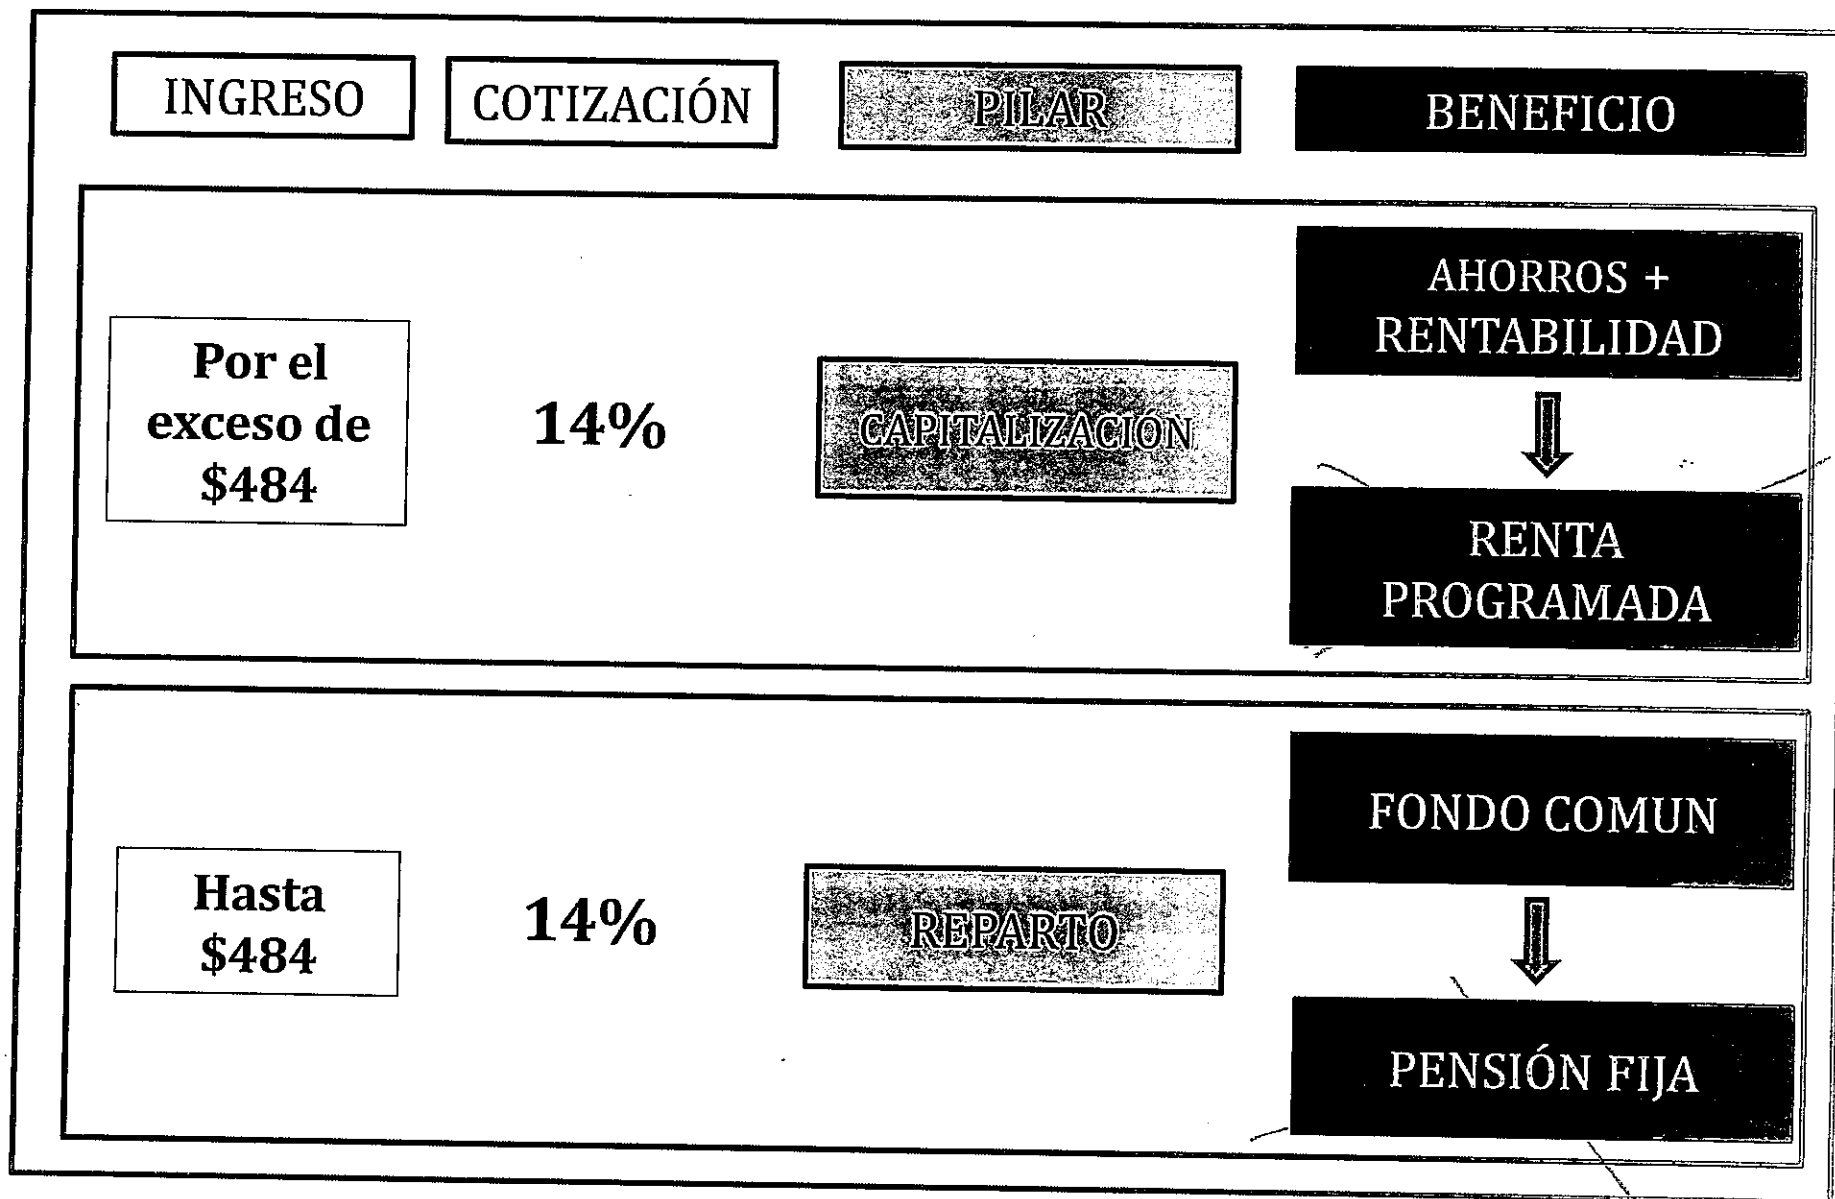 INGRESO
COTIZACIÓN
PILAR
BENEFICIO
Por el
exceso de
$484
14%
CAPITALIZACIÓN
AHORROS +
RENTABILIDAD
RENTA
PROGRAMADA
Hasta
$484
14%
REPARTO
FONDO COMUN
PENSIÓN FIJA